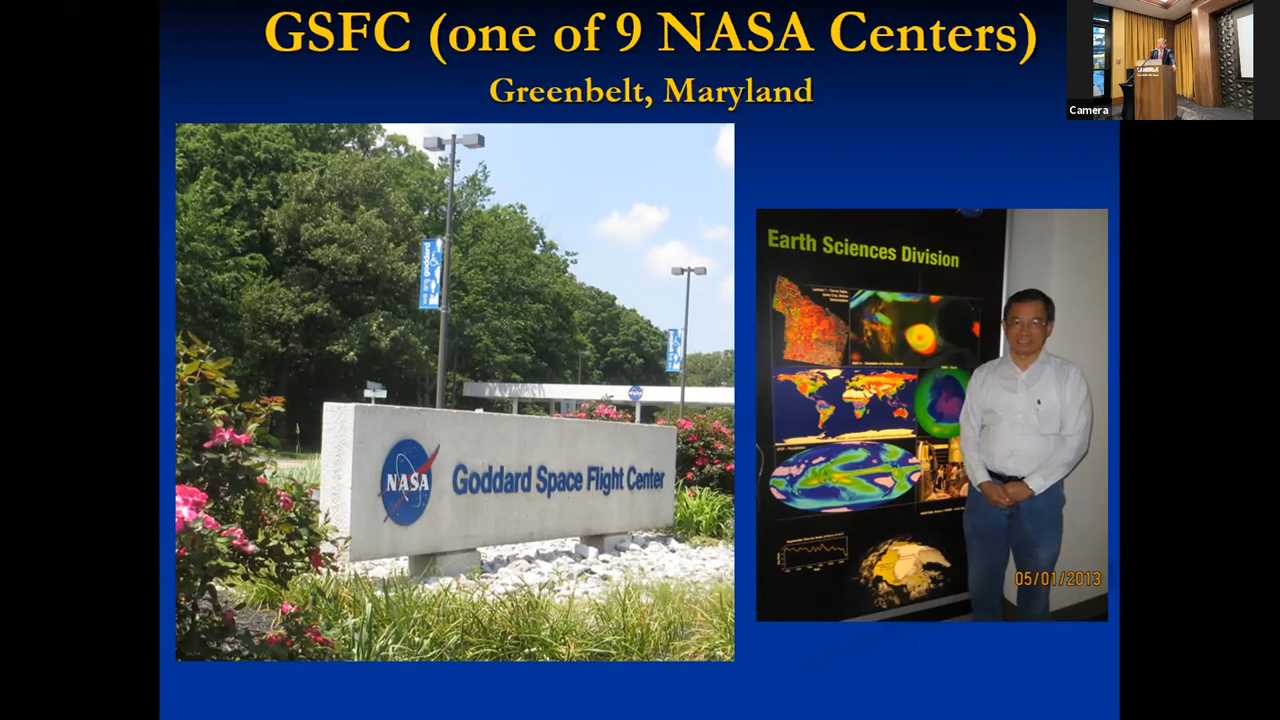 GSFC (one of 9 NASA Centers)
Greenbelt, Maryland
Camera
Earth Sciences Division
goddard
NASA
Goddard Space Flight Center
05/01/2013